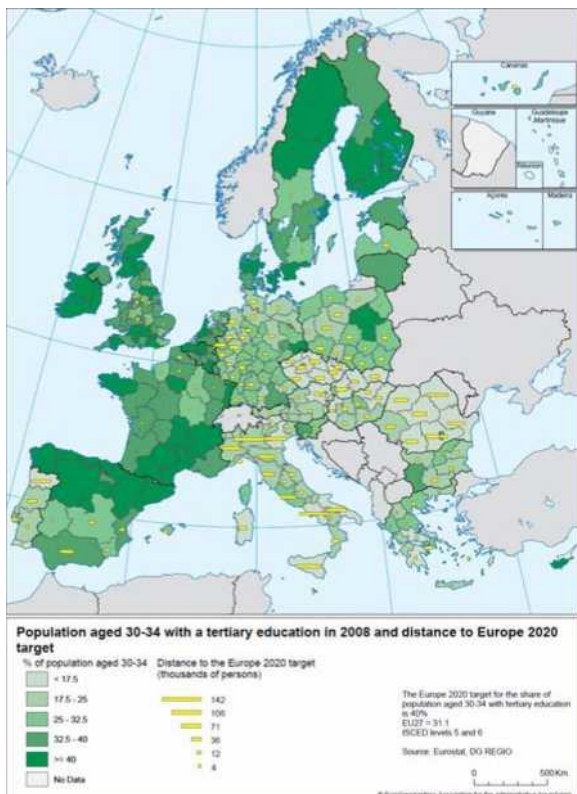 Canarias
Guyane
Guadeloupe
Martinique
Réunion
Açores
Madeira
Population aged 30-34 with a tertiary education in 2008 and distance to Europe 2020
target
% of population aged 30-34
< 17.5
17.5 - 25
25 - 32.5
32.5 - 40
>= 40
No Data
Distance to the Europe 2020 target
(thousands of persons)
142
106
71
36
12
4
The Europe 2020 target for the share of
population aged 30-34 with tertiary education
is 40%
EU27 = 31.1
ISCED levels 5 and 6
Source: Eurostat, DG REGIO
0
500 Km